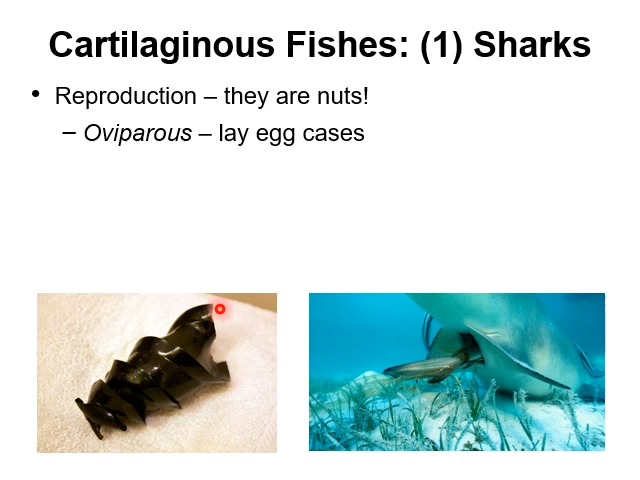 Cartilaginous Fishes: (1) Sharks
• Reproduction – they are nuts!
– Oviparous – lay egg cases